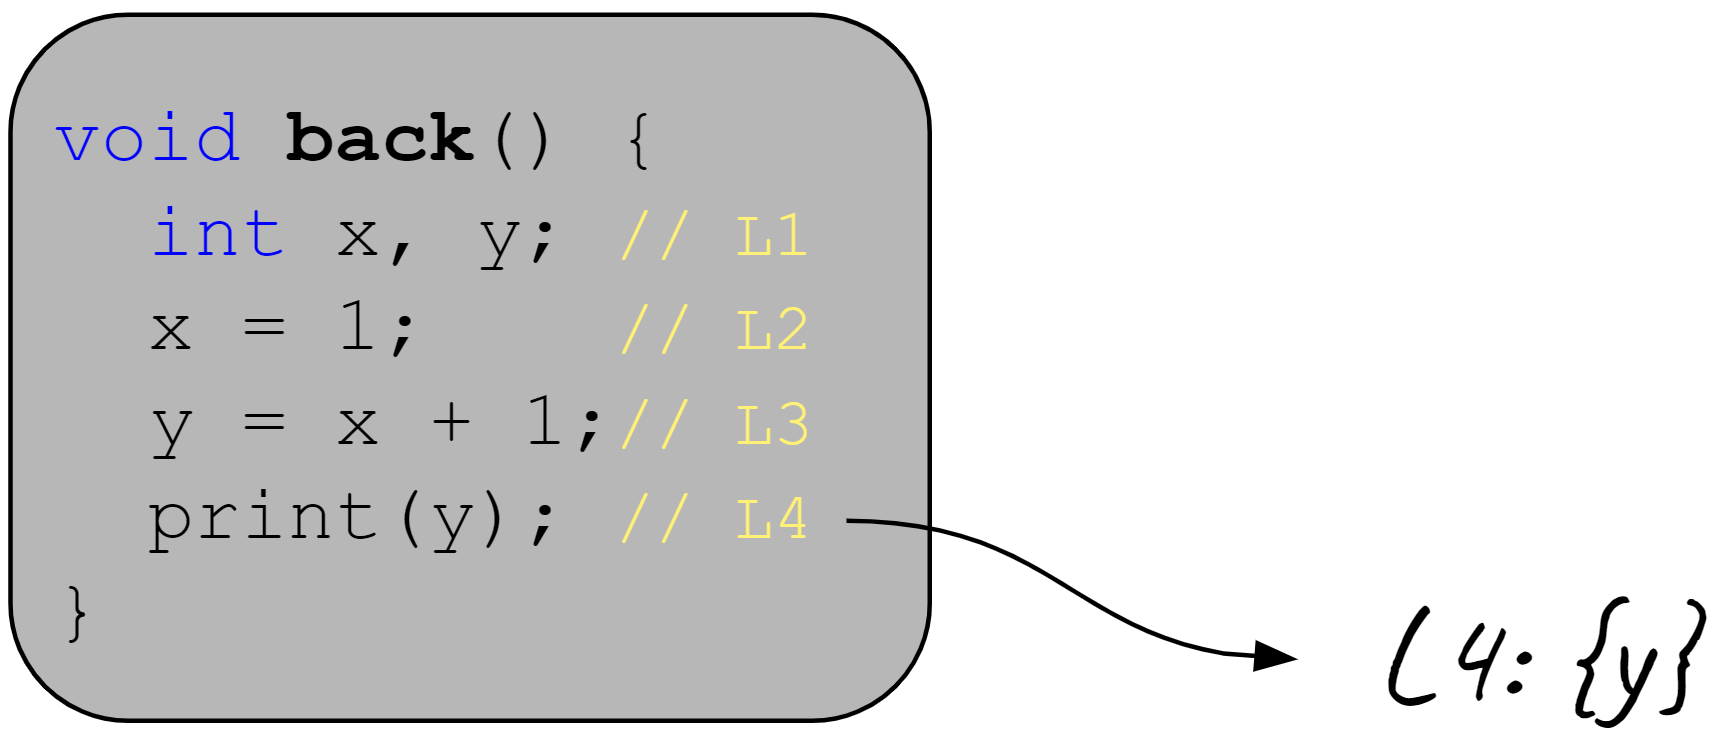 void back() {
int x, y; // L1
x = 1; // L2
y = x + 1;// L3
print(y); // L4
}
L4: {y}